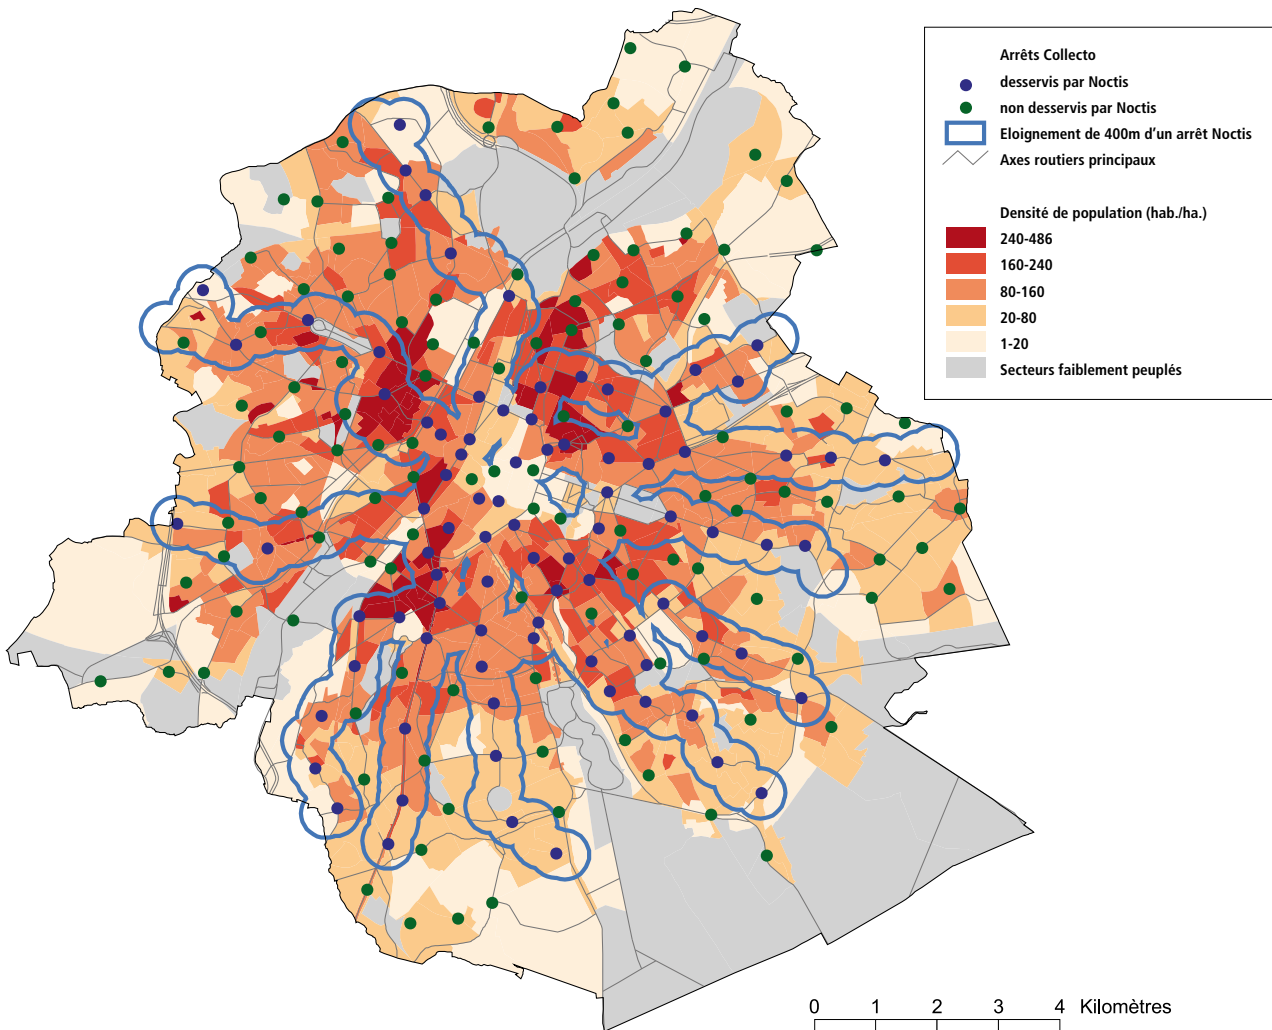 Arrêts Collecto
desservis par Noctis
non desservis par Noctis
Eloignement de 400m d'un arrêt Noctis
Axes routiers principaux
Densité de population (hab./ha.)
240-486
160-240
80-160
20-80
1-20
Secteurs faiblement peuplés
0 1 2 3 4 Kilomètres